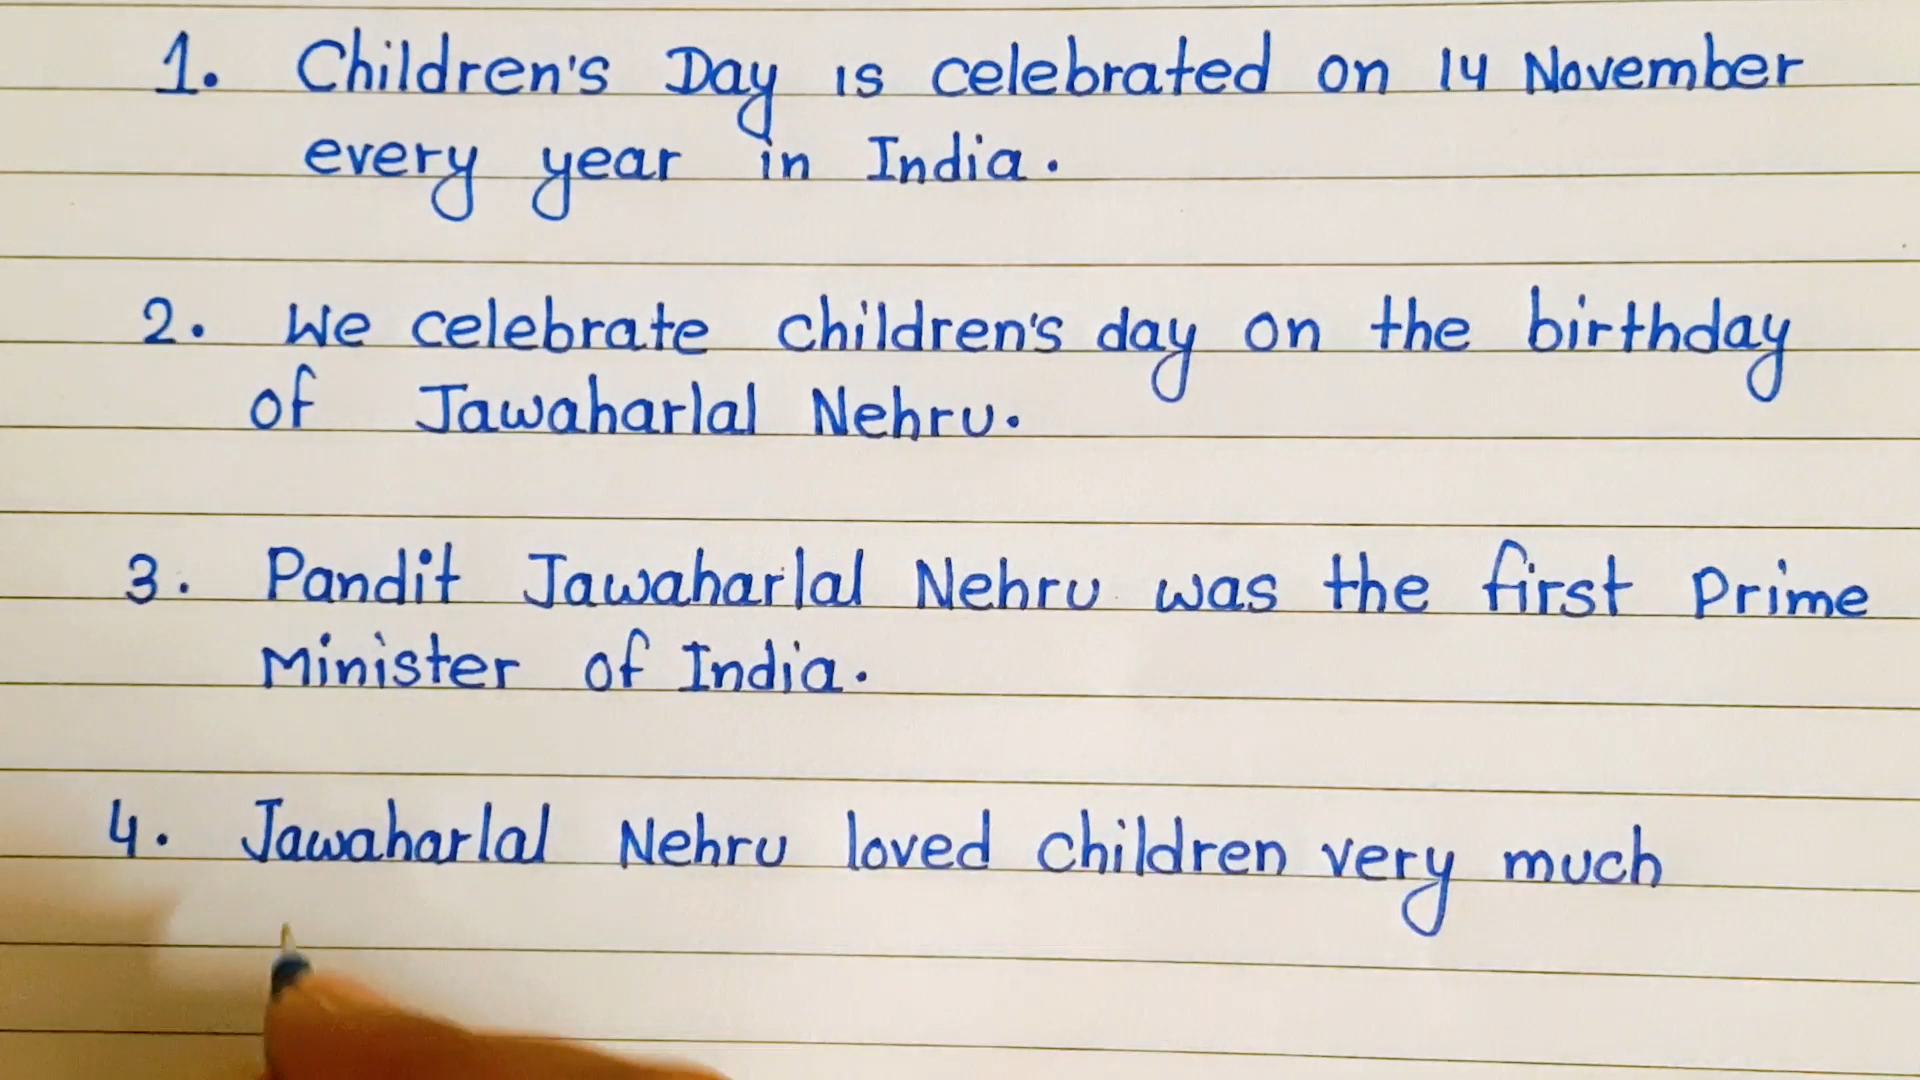 1. Children's Day is celebrated on 14 November
every year in India.
2. We celebrate children's day on the birthday
of Jawaharlal Nehru.
3. Pandit Jawaharlal Nehru was the first Prime
Minister of India.
4. Jawaharlal Nehru loved children very much